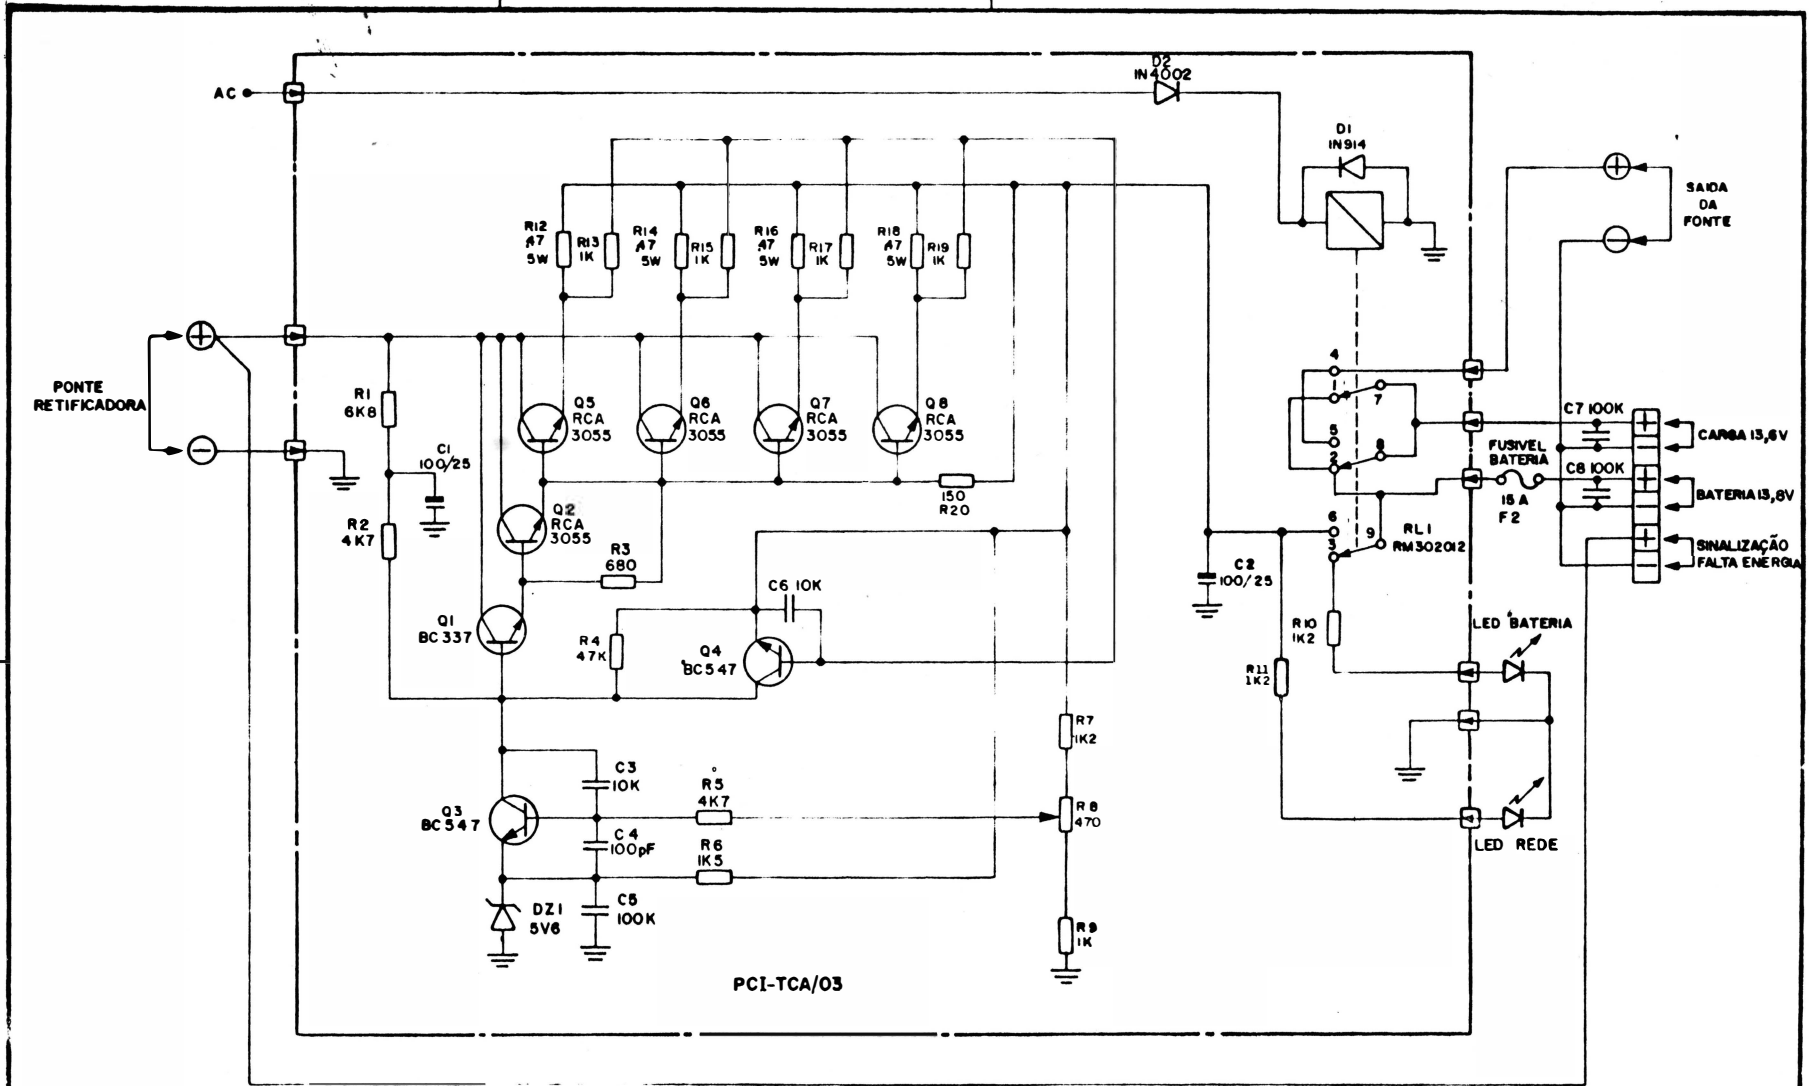 D2
1N4002
AC
D1
1N914
SAIDA
DA
FONTE
R12
.47
5W
R13
1K
R14
.47
5W
R15
1K
R16
.47
5W
R17
1K
R18
.47
5W
R19
1K
PONTE
RETIFICADORA
R1
6K8
C1
100/25
R2
4K7
Q5
RCA
3055
Q6
RCA
3055
Q7
RCA
3055
Q8
RCA
3055
150
R20
Q2
RCA
3055
R3
680
Q1
BC337
R4
47K
C6 10K
Q4
BC547
4
1
7
5
2
8
6
3
9
RL1
RM302012
C2
100/25
C7 100K
CARGA 13,6V
FUSIVEL
BATERIA
15 A
F2
C8 100K
BATERIA 13,8V
SINALIZAÇÃO
FALTA ENERGIA
R10
1K2
LED BATERIA
R11
1K2
LED REDE
R7
1K2
R8
470
R9
1K
C3
10K
R5
4K7
Q3
BC547
C4
100pF
R6
1K5
DZ1
5V6
C5
100K
PCI-TCA/03